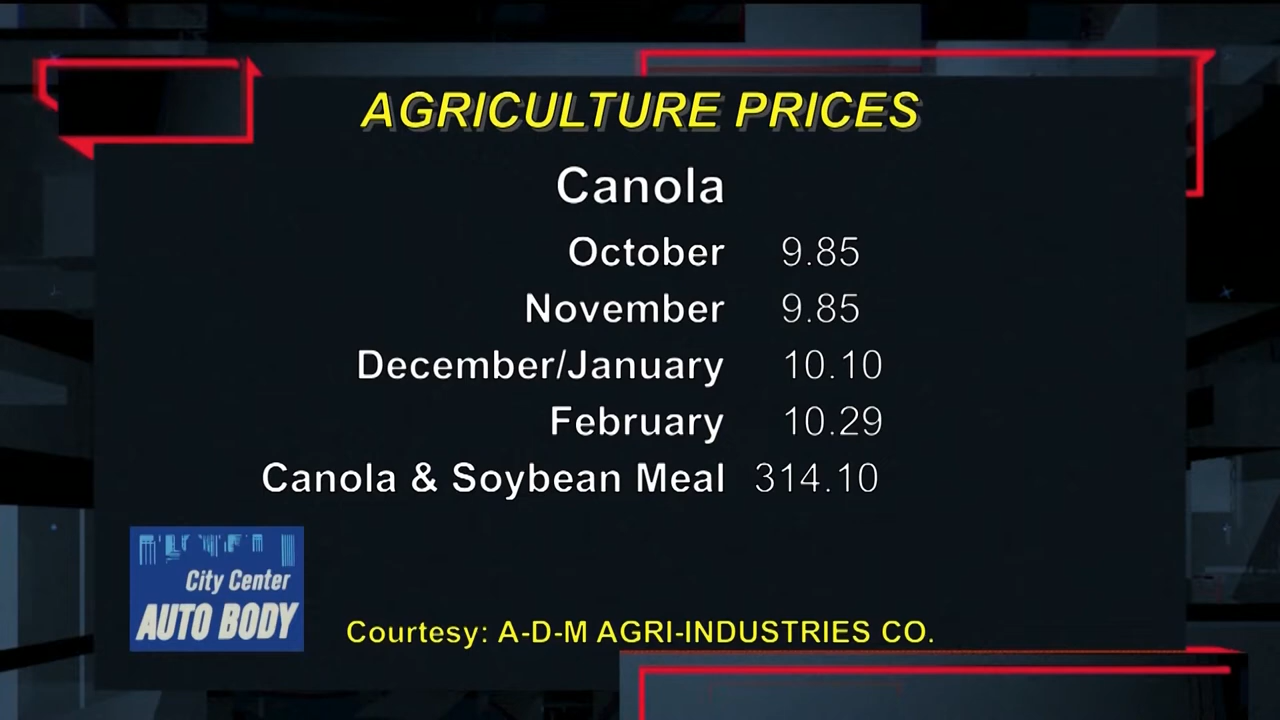 AGRICULTURE PRICES
Canola
October 9.85
November 9.85
December/January 10.10
February 10.29
Canola & Soybean Meal 314.10
City Center
AUTO BODY
Courtesy: A-D-M AGRI-INDUSTRIES CO.